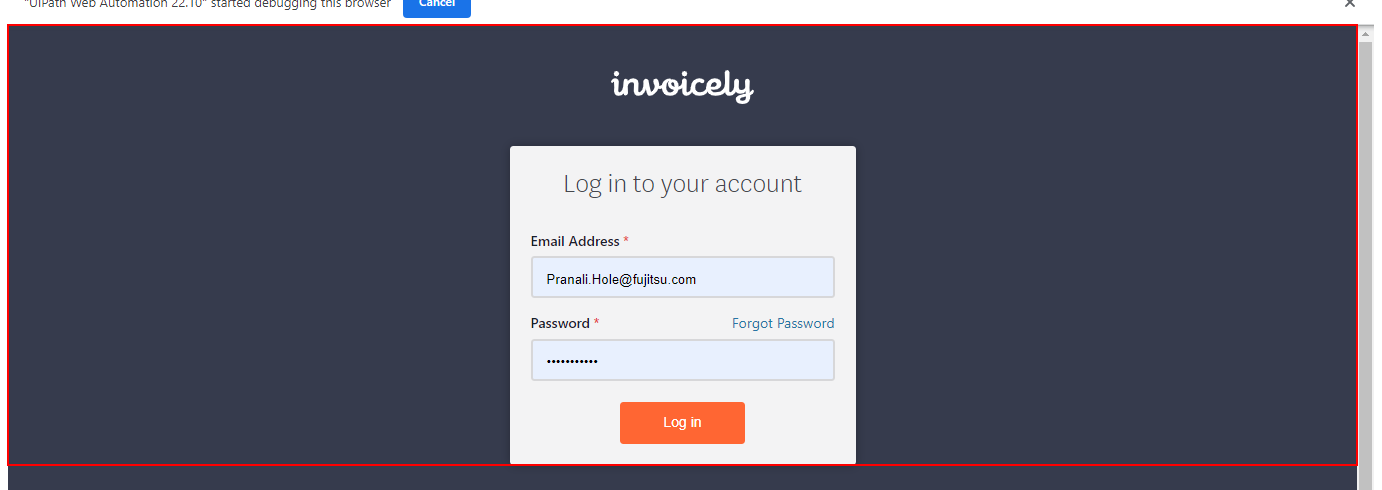 "UiPath Web Automation 22.10" started debugging this browser Cancel
invoicely
Log in to your account
Email Address *
Pranali.Hole@fujitsu.com
Password * Forgot Password
•••••••••••
Log in